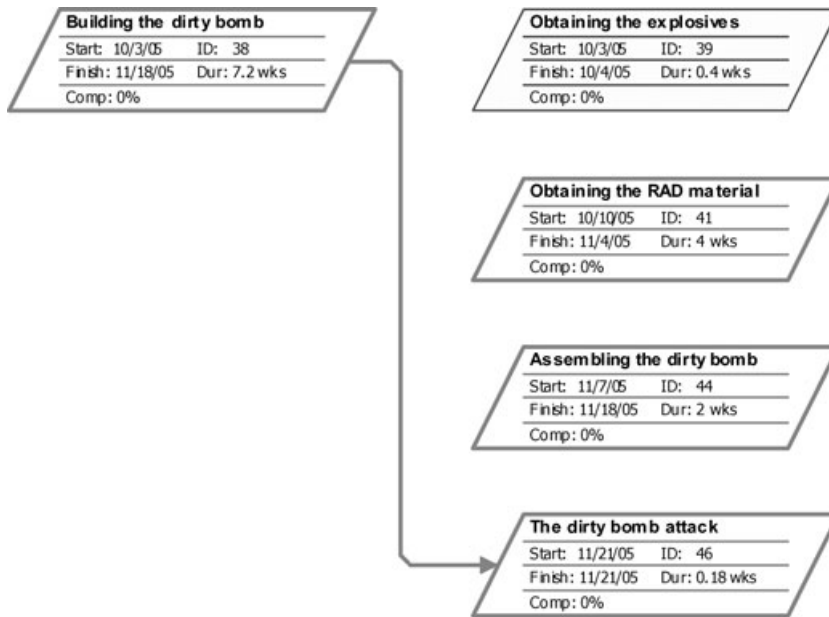 Building the dirty bomb
Start: 10/3/05 ID: 38
Finish: 11/18/05 Dur: 7.2 wks
Comp: 0%
Obtaining the explosives
Start: 10/3/05 ID: 39
Finish: 10/4/05 Dur: 0.4 wks
Comp: 0%
Obtaining the RAD material
Start: 10/10/05 ID: 41
Finish: 11/4/05 Dur: 4 wks
Comp: 0%
Assembling the dirty bomb
Start: 11/7/05 ID: 44
Finish: 11/18/05 Dur: 2 wks
Comp: 0%
The dirty bomb attack
Start: 11/21/05 ID: 46
Finish: 11/21/05 Dur: 0.18 wks
Comp: 0%